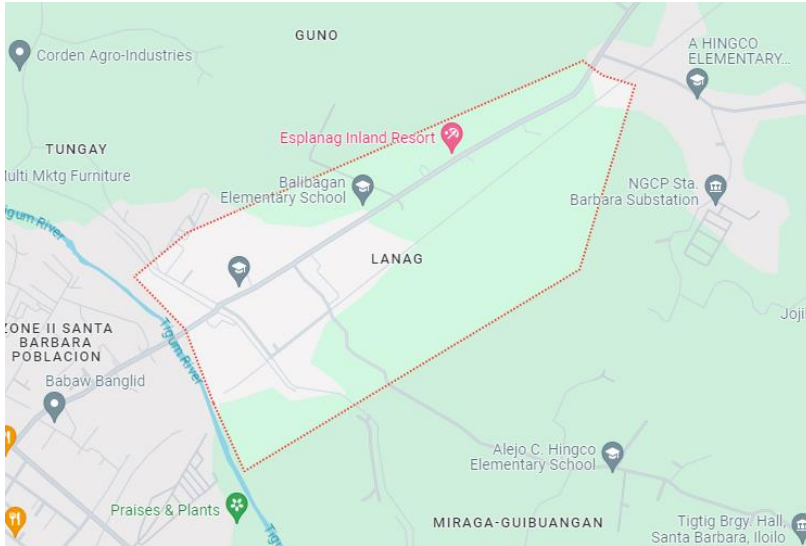 GUNO
Corden Agro-Industries
A HINGCO
ELEMENTARY...
Esplanag Inland Resort
TUNGAY
Multi Mktg Furniture
Balibagan
Elementary School
NGCP Sta.
Barbara Substation
Tigum River
LANAG
Joji
ZONE II SANTA
BARBARA
POBLACION
Tigum River
Babaw Banglid
Alejo C. Hingco
Elementary School
Praises & Plants
MIRAGA-GUIBUANGAN
Tigtig Brgy. Hall,
Santa Barbara, Iloilo
Tig